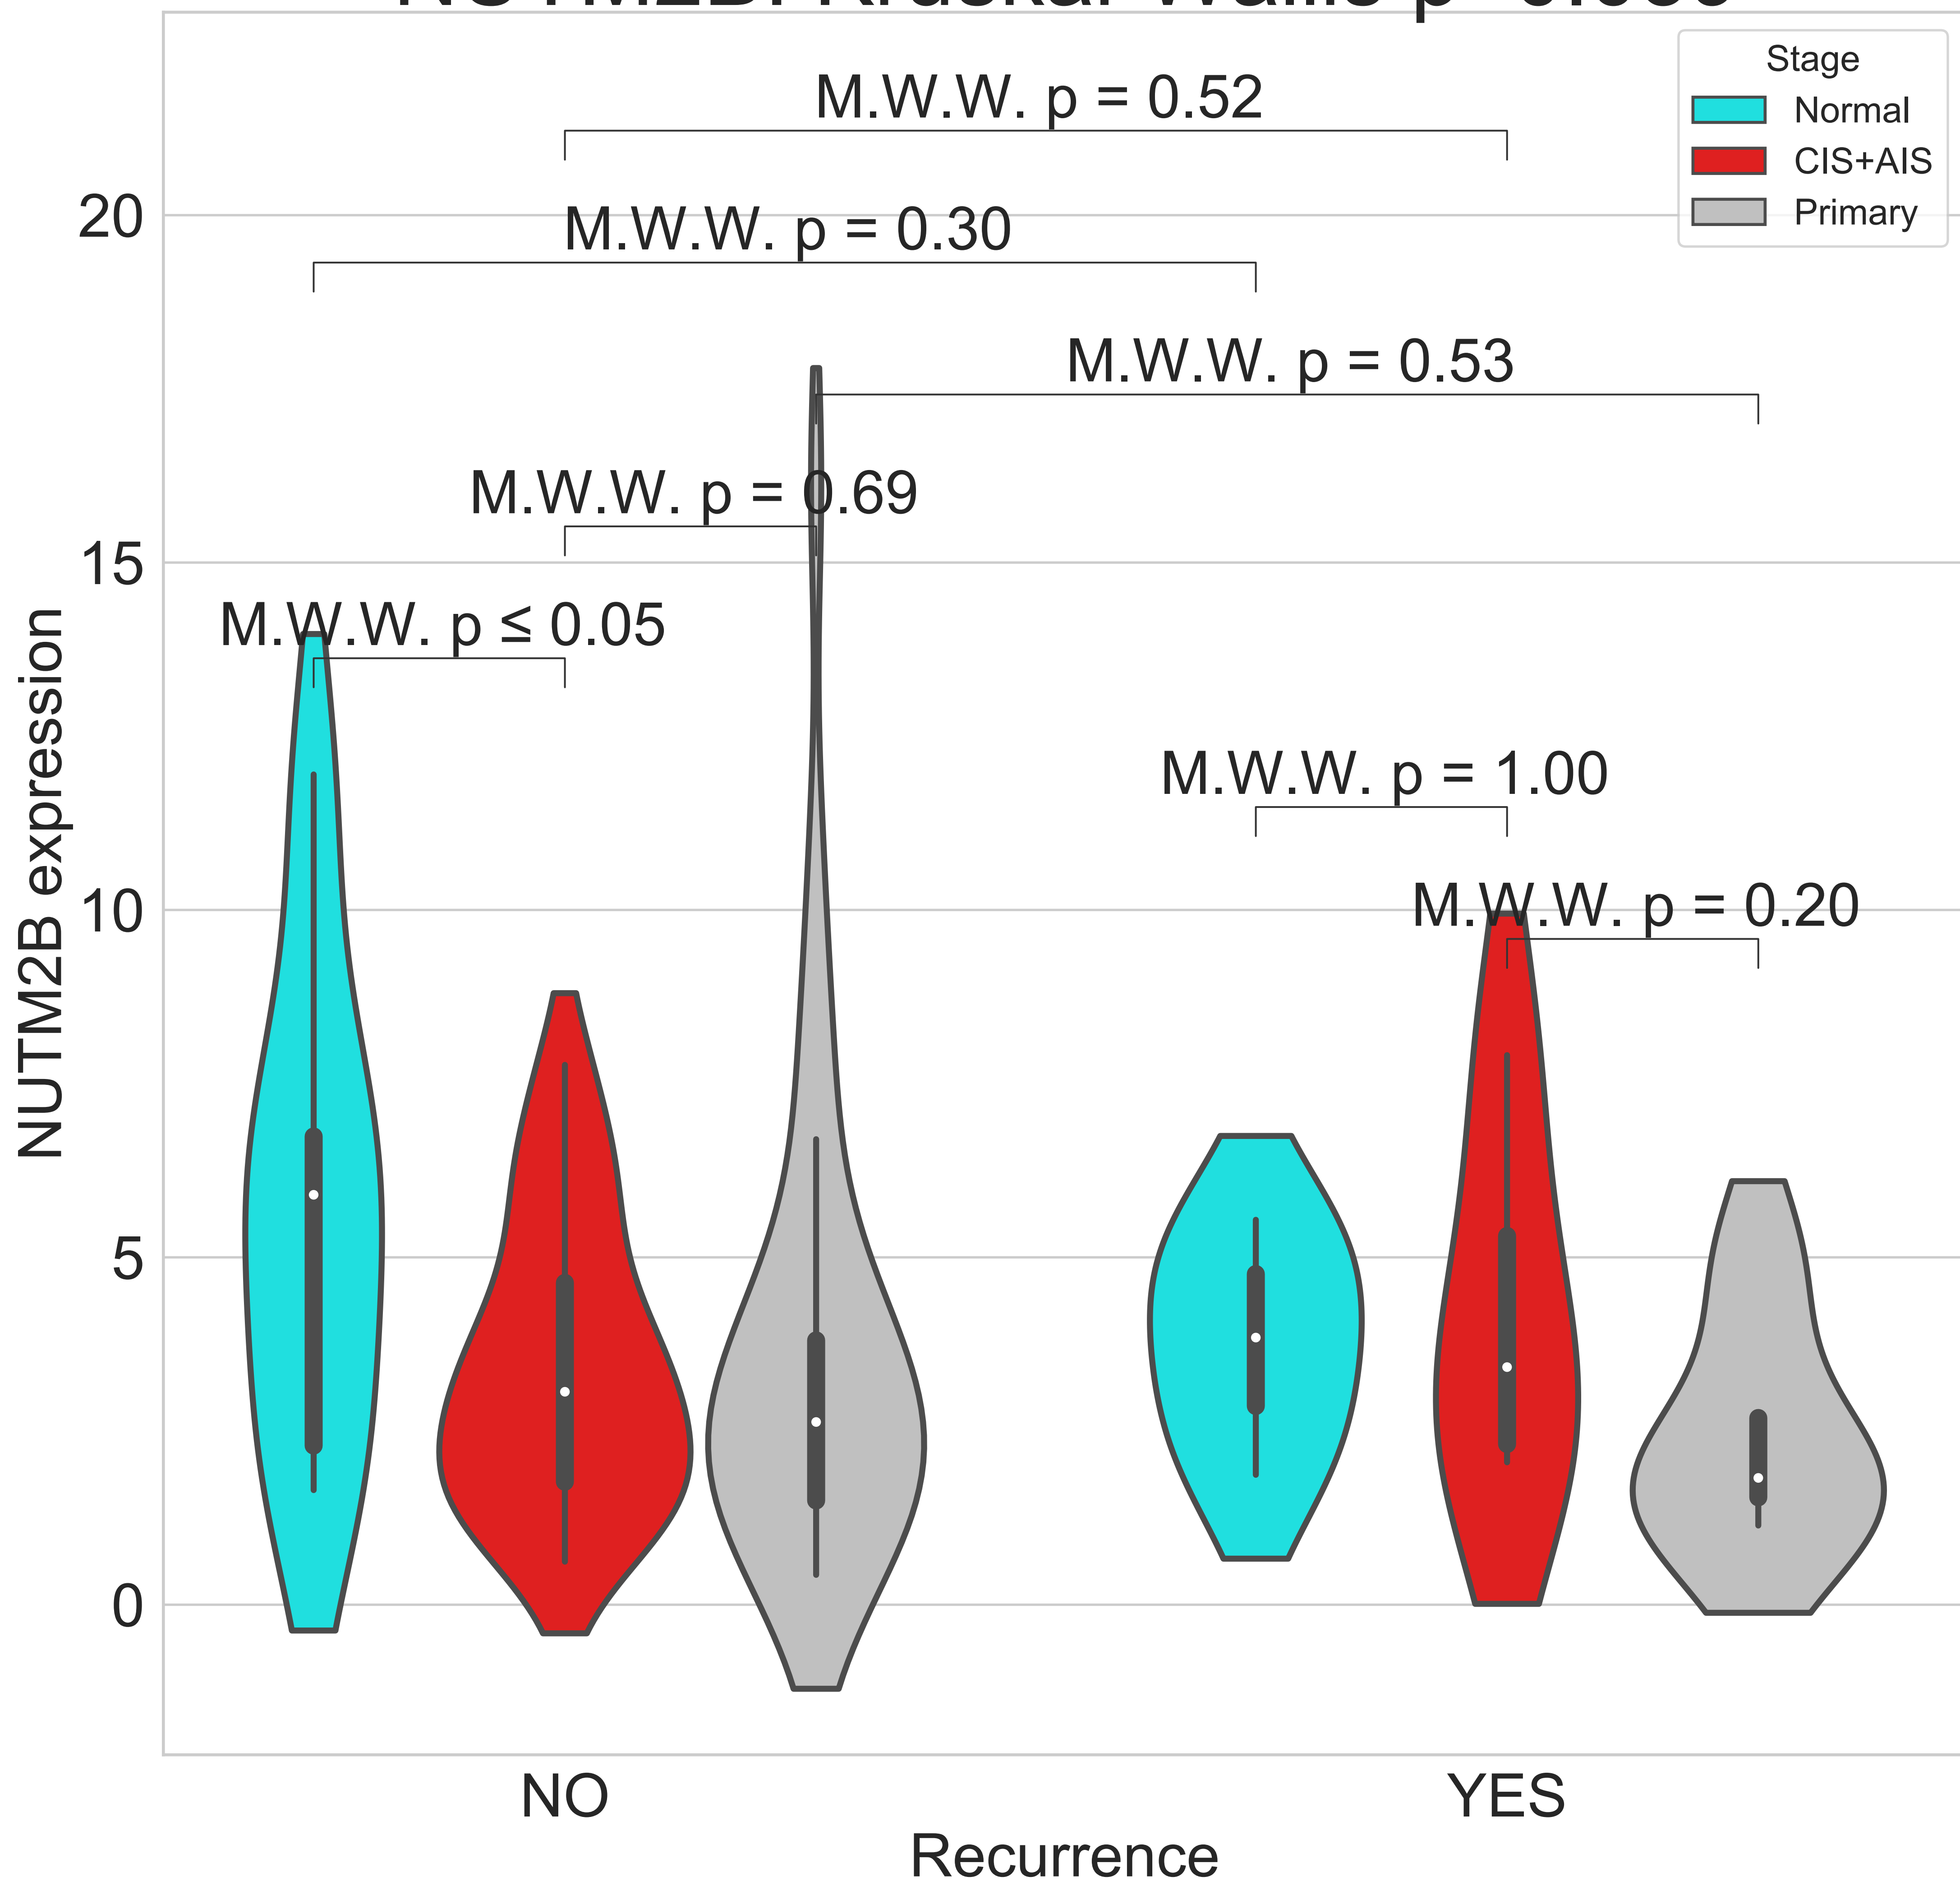 Stage
Normal
CIS+AIS
Primary
M.W.W. p = 0.52
20
M.W.W. p = 0.30
M.W.W. p = 0.53
M.W.W. p = 0.69
15
M.W.W. p ≤ 0.05
M.W.W. p = 1.00
10
M.W.W. p = 0.20
NUTM2B expression
5
0
NO
YES
Recurrence